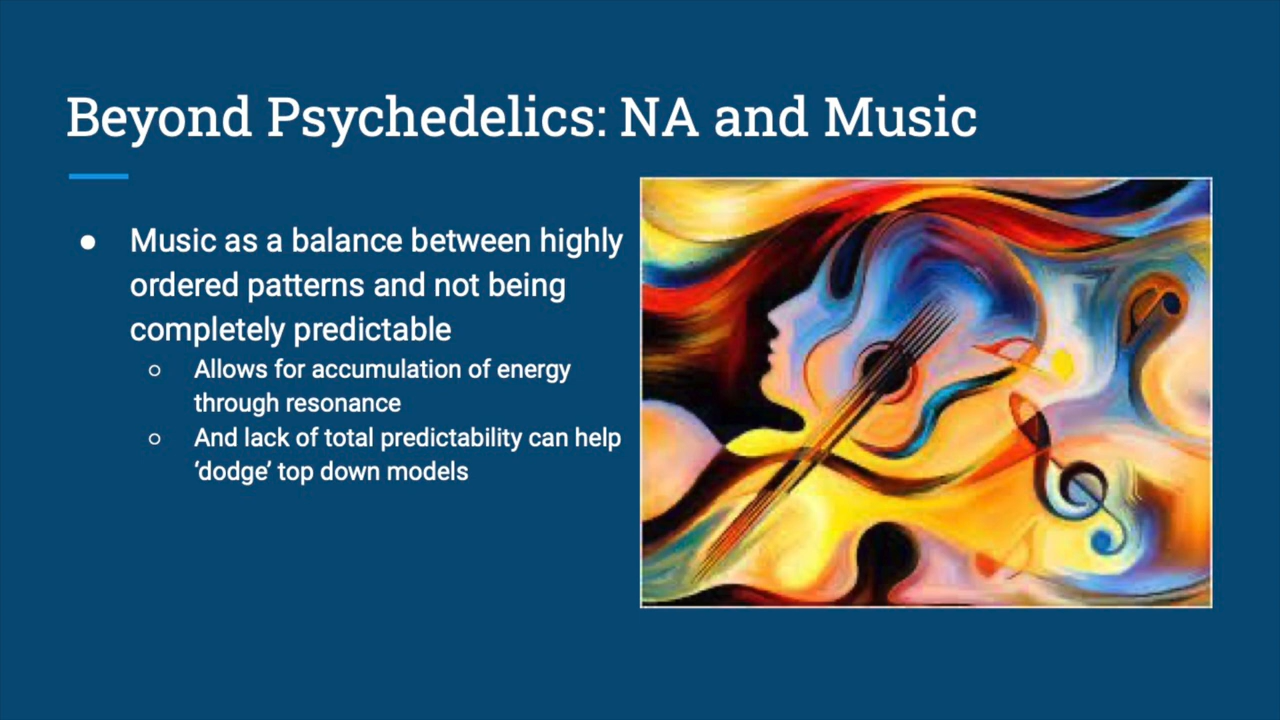 Beyond Psychedelics: NA and Music
● Music as a balance between highly
ordered patterns and not being
completely predictable
○ Allows for accumulation of energy
through resonance
○ And lack of total predictability can help
‘dodge’ top down models